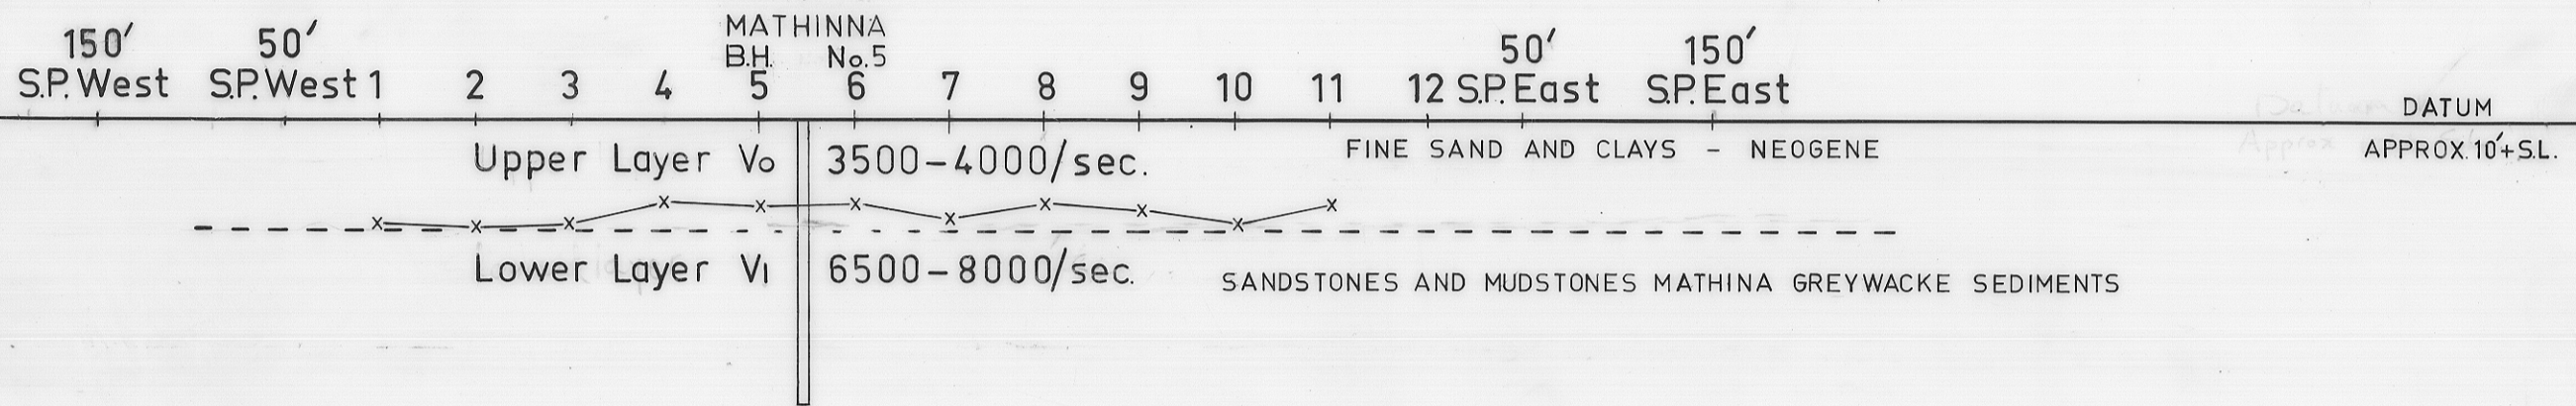 MATHINNA
B.H. No.5
150′ 50′ 50′ 150′
S.P. West S.P. West 1 2 3 4 5 6 7 8 9 10 11 12 S.P. East S.P. East
DATUM
APPROX. 10′+S.L.
Upper Layer Vo 3500-4000/sec.
FINE SAND AND CLAYS - NEOGENE
Lower Layer V1 6500-8000/sec.
SANDSTONES AND MUDSTONES MATHINA GREYWACKE SEDIMENTS